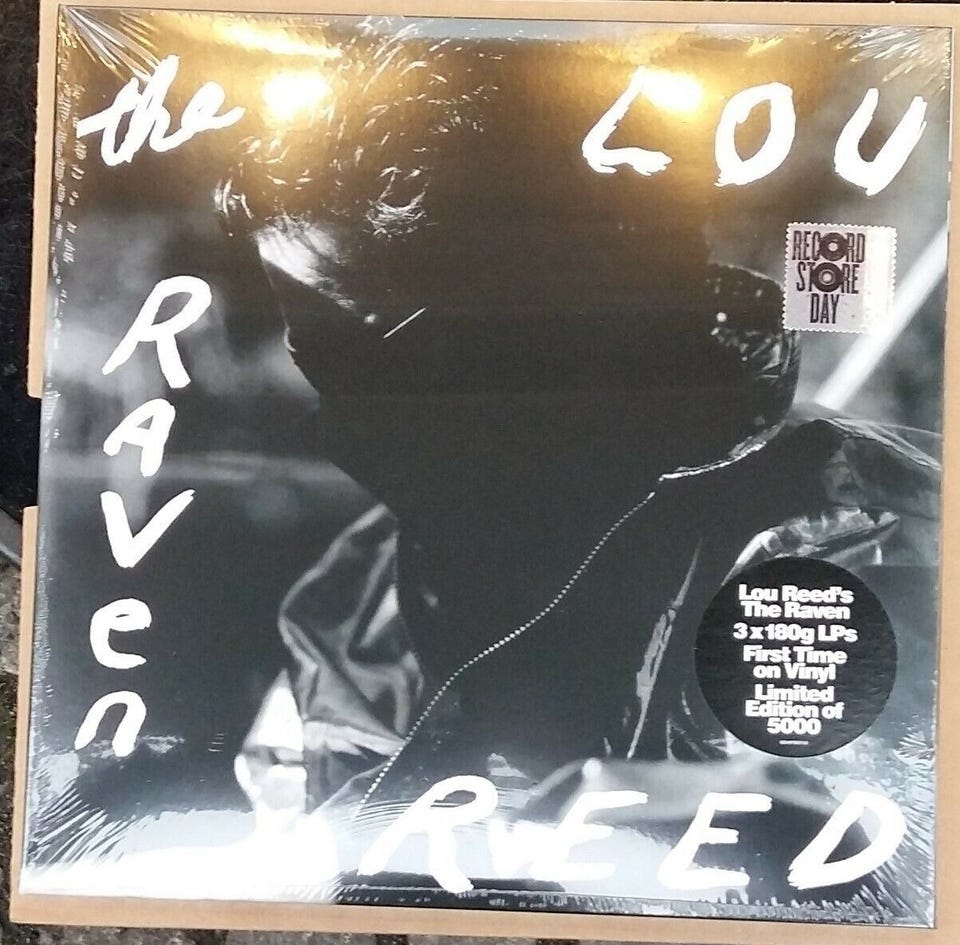 the LOU
RAVen
RECORD
STORE
DAY
Lou Reed's
The Raven
3 x 180g LPs
First Time
on Vinyl
Limited
Edition of
5000
REED